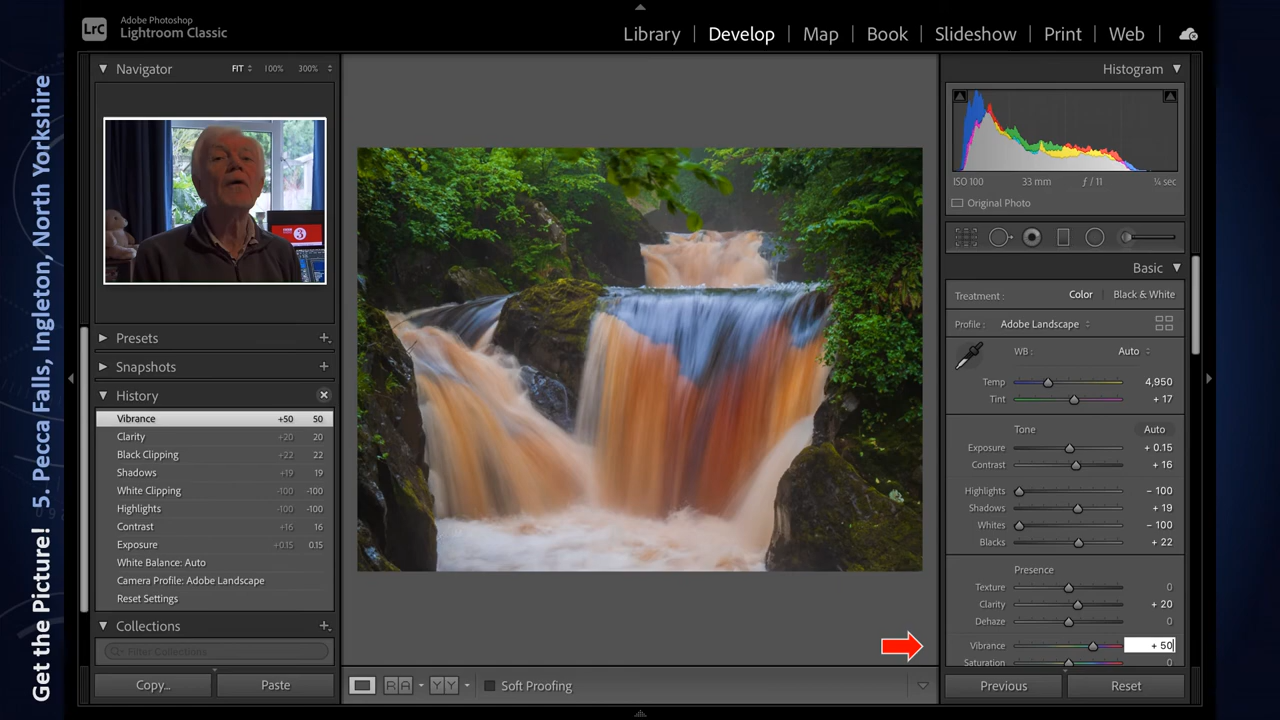 Get the Picture! 5. Pecca Falls, Ingleton, North Yorkshire
LrC
Adobe Photoshop
Lightroom Classic
Library
Develop
Map
Book
Slideshow
Print
Web
Navigator
FIT 100% 300%
3
Presets
Snapshots
History
Vibrance +50 50
Clarity +20 20
Black Clipping +22 22
Shadows +19 19
White Clipping -100 -100
Highlights -100 -100
Contrast +16 16
Exposure +0.15 0.15
White Balance: Auto
Camera Profile: Adobe Landscape
Reset Settings
Collections
Filter Collections
Copy...
Paste
R A
Y Y
Soft Proofing
Histogram
ISO 100 33 mm ƒ / 11 ¼ sec
Original Photo
Basic
Treatment : Color Black & White
Profile : Adobe Landscape
WB : Auto
Temp 4,950
Tint + 17
Tone Auto
Exposure + 0.15
Contrast + 16
Highlights − 100
Shadows + 19
Whites − 100
Blacks + 22
Presence
Texture 0
Clarity + 20
Dehaze 0
Vibrance + 50
Saturation 0
Previous
Reset